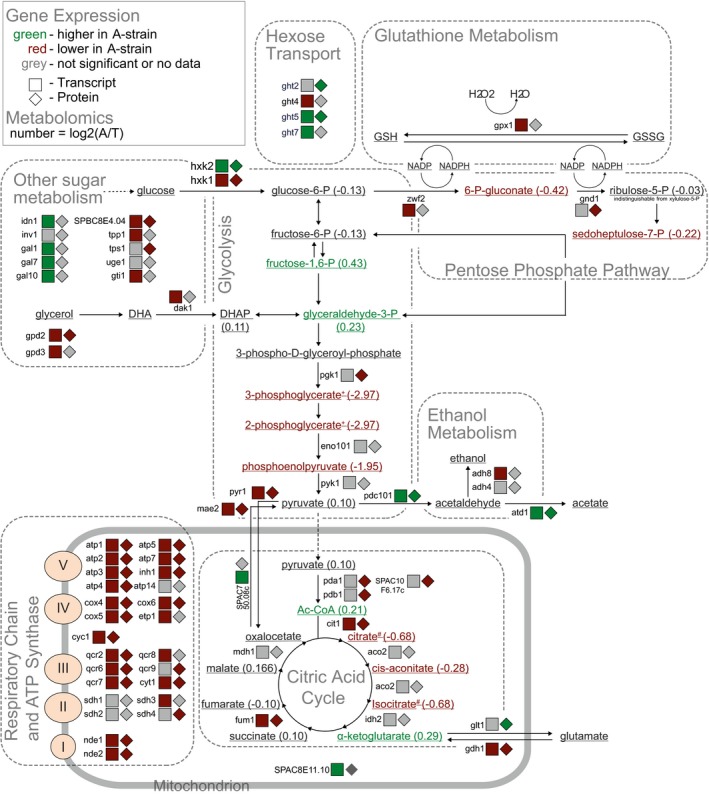 Gene Expression
green - higher in A-strain
red - lower in A-strain
grey - not significant or no data
- Transcript
- Protein
Metabolomics
number = log2(A/T)
Hexose
Transport
ght2
ght4
ght5
ght7
Glutathione Metabolism
H2O2
H2O
gpx1
GSH
GSSG
NADP
NADPH
NADP
NADPH
Other sugar
metabolism
glucose
hxk2
hxk1
glucose-6-P (-0.13)
zwf2
6-P-gluconate (-0.42)
gnd1
ribulose-5-P (-0.03)
indistinguishable from xylulose-5-P
sedoheptulose-7-P (-0.22)
Pentose Phosphate Pathway
idn1
SPBC8E4.04
inv1
tpp1
gal1
tps1
gal7
uge1
gal10
gti1
Glycolysis
fructose-6-P (-0.13)
fructose-1,6-P (0.43)
glycerol
DHA
dak1
DHAP
(0.11)
glyceraldehyde-3-P
(0.23)
gpd2
gpd3
3-phospho-D-glyceroyl-phosphate
pgk1
3-phosphoglycerate* (-2.97)
2-phosphoglycerate* (-2.97)
eno101
phosphoenolpyruvate (-1.95)
pyk1
pyr1
mae2
pyruvate (0.10)
pdc101
Ethanol
Metabolism
ethanol
adh8
adh4
acetaldehyde
acetate
atd1
Respiratory Chain
and ATP Synthase
V
atp1
atp5
atp2
atp7
atp3
inh1
atp4
atp14
IV
cox4
cox6
cox5
etp1
cyc1
III
qcr2
qcr8
qcr6
qcr9
qcr7
cyt1
II
sdh1
sdh3
sdh2
sdh4
I
nde1
nde2
SPAC7
50.08c
pyruvate (0.10)
pda1
pdb1
SPAC10
F6.17c
Ac-CoA (0.21)
cit1
oxalocetate
citrate# (-0.68)
mdh1
aco2
malate (0.166)
cis-aconitate (-0.28)
Citric Acid
Cycle
aco2
fumarate (-0.10)
Isocitrate# (-0.68)
fum1
idh2
succinate (0.10)
α-ketoglutarate (0.29)
glt1
gdh1
glutamate
SPAC8E11.10
Mitochondrion